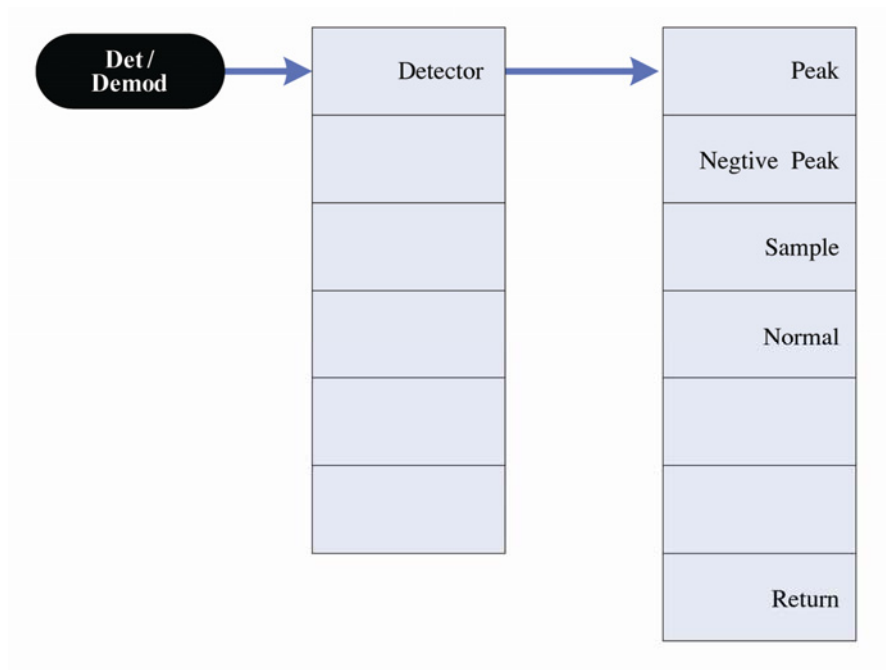 Det /
Demod
Detector
Peak
Negtive Peak
Sample
Normal
Return